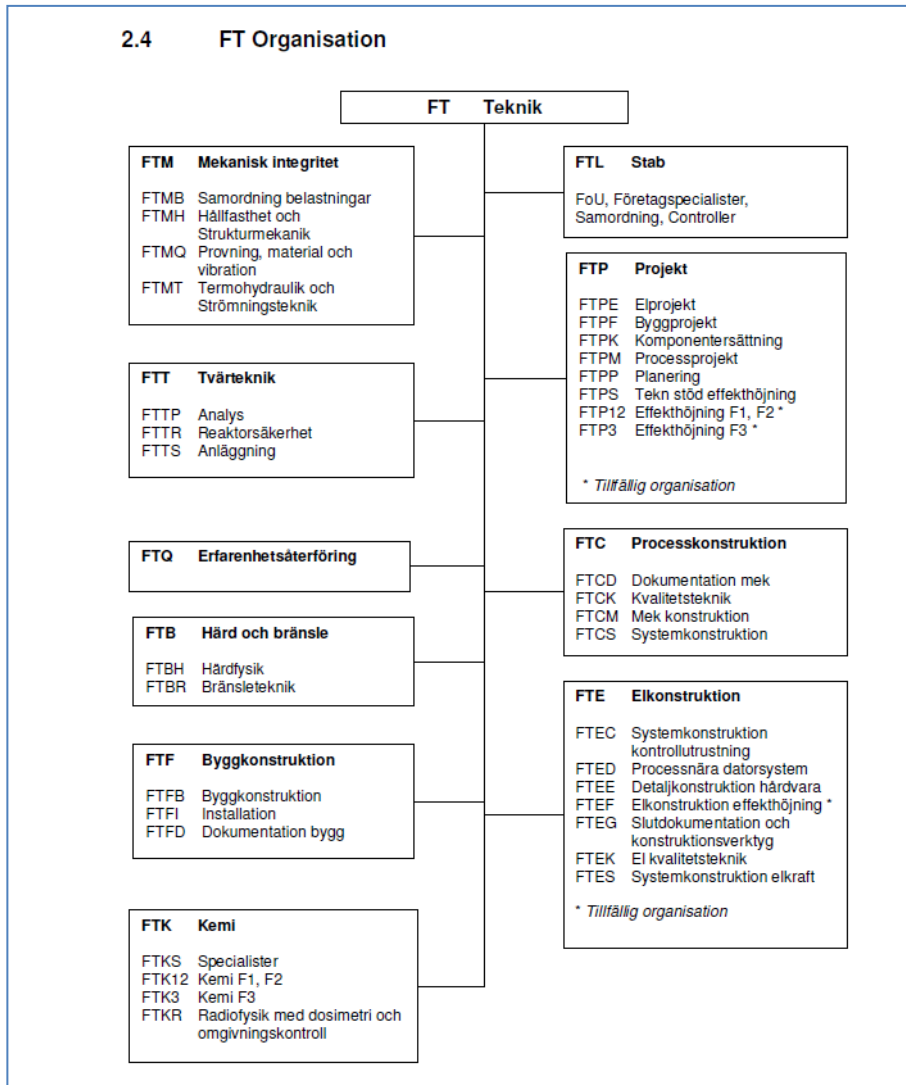 2.4 FT Organisation
FT Teknik
FTM Mekanisk integritet
FTMB Samordning belastningar
FTMH Hållfasthet och
Strukturmekanik
FTMQ Provning, material och
vibration
FTMT Termohydraulik och
Strömningsteknik
FTT Tvärteknik
FTTP Analys
FTTR Reaktorsäkerhet
FTTS Anläggning
FTQ Erfarenhetsåterföring
FTB Härd och bränsle
FTBH Härdfysik
FTBR Bränsleteknik
FTF Byggkonstruktion
FTFB Byggkonstruktion
FTFI Installation
FTFD Dokumentation bygg
FTK Kemi
FTKS Specialister
FTK12 Kemi F1, F2
FTK3 Kemi F3
FTKR Radiofysik med dosimetri och
omgivningskontroll
FTL Stab
FoU, Företagspecialister,
Samordning, Controller
FTP Projekt
FTPE Elprojekt
FTPF Byggprojekt
FTPK Komponentersättning
FTPM Processprojekt
FTPP Planering
FTPS Tekn stöd effekthöjning
FTP12 Effekthöjning F1, F2 *
FTP3 Effekthöjning F3 *
* Tillfällig organisation
FTC Processkonstruktion
FTCD Dokumentation mek
FTCK Kvalitetsteknik
FTCM Mek konstruktion
FTCS Systemkonstruktion
FTE Elkonstruktion
FTEC Systemkonstruktion
kontrollutrustning
FTED Processnära datorsystem
FTEE Detaljkonstruktion hårdvara
FTEF Elkonstruktion effekthöjning *
FTEG Slutdokumentation och
konstruktionsverktyg
FTEK El kvalitetsteknik
FTES Systemkonstruktion elkraft
* Tillfällig organisation